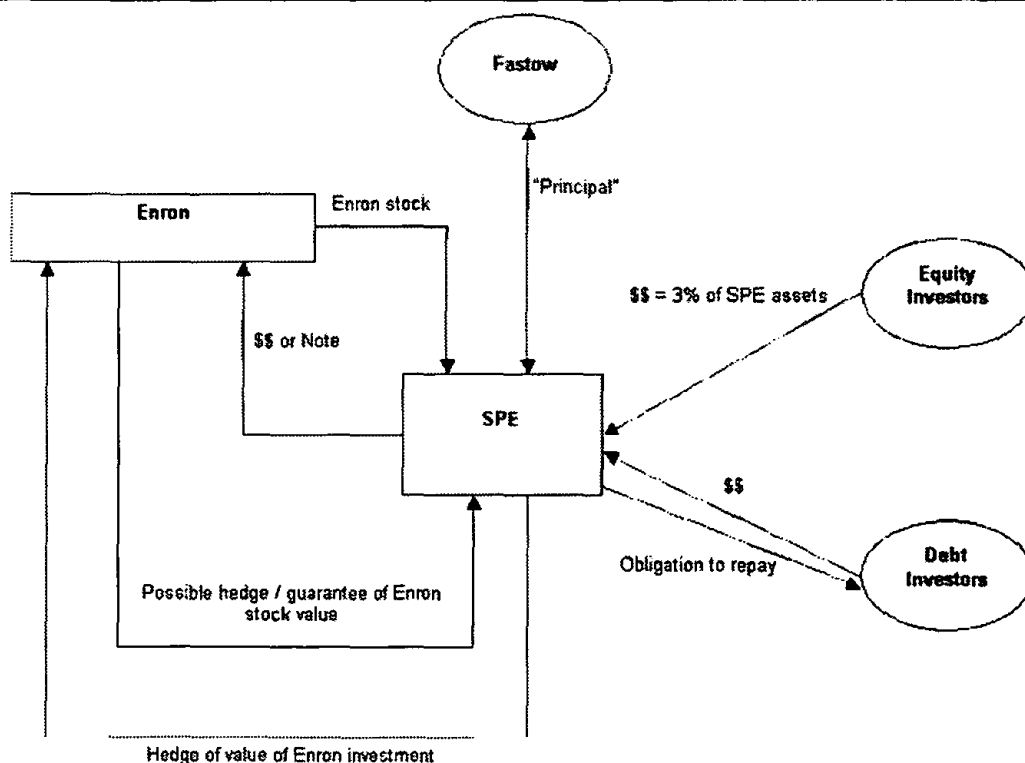 Fastow
"Principal"
Enron
Enron stock
Equity
Investors
$$ = 3% of SPE assets
$$ or Note
SPE
$$
Debt
Investors
Obligation to repay
Possible hedge / guarantee of Enron
stock value
Hedge of value of Enron investment